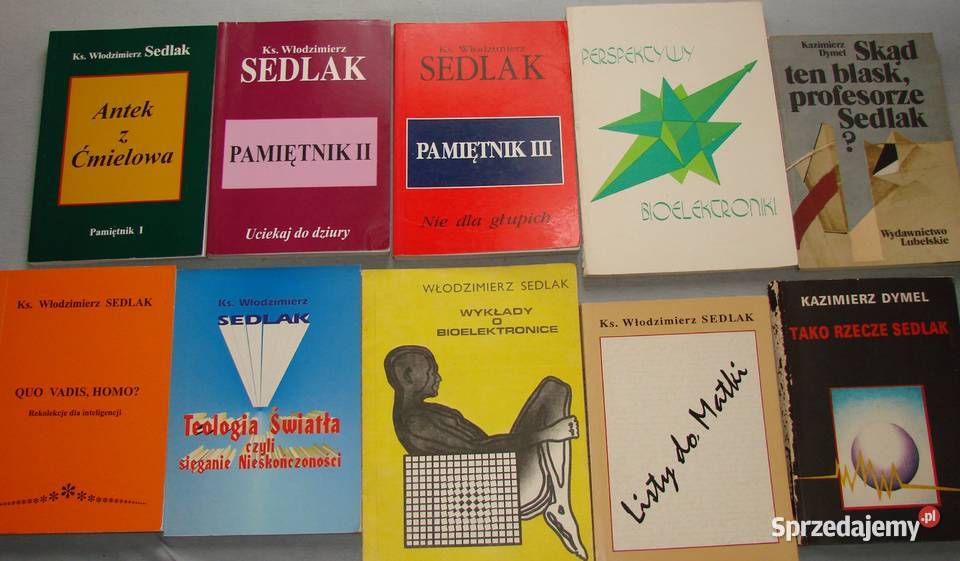 Ks. Włodzimierz Sedlak
Antek
z
Ćmielowa
Pamiętnik I
Ks. Włodzimierz
SEDLAK
PAMIĘTNIK II
Uciekaj do dziury
Ks. Włodzimierz
SEDLAK
PAMIĘTNIK III
Nie dla głupich
PERSPEKTYWY
BIOELEKTRONIKI
Kazimierz
Dymel
Skąd
ten blask,
profesorze
Sedlak
?
Wydawnictwo
Lubelskie
Ks. Włodzimierz SEDLAK
QUO VADIS, HOMO?
Rekolekcje dla inteligencji
Ks. Włodzimierz
SEDLAK
Teologia Światła
czyli
sięganie Nieskończoności
WŁODZIMIERZ SEDLAK
WYKŁADY
O
BIOELEKTRONICE
Ks. Włodzimierz SEDLAK
Listy do Matki
KAZIMIERZ DYMEL
TAKO RZECZE SEDLAK
Sprzedajemy.pl